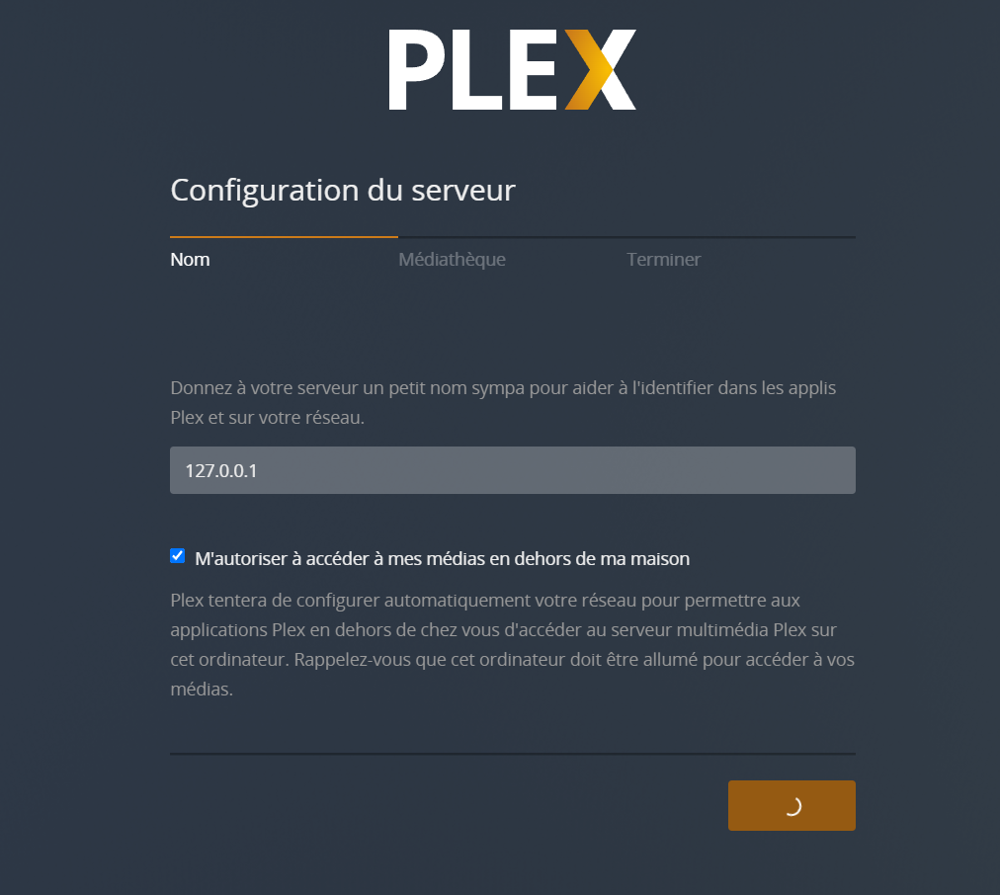 PLEX
Configuration du serveur
Nom Médiathèque Terminer
Donnez à votre serveur un petit nom sympa pour aider à l'identifier dans les applis
Plex et sur votre réseau.
127.0.0.1
M'autoriser à accéder à mes médias en dehors de ma maison
Plex tentera de configurer automatiquement votre réseau pour permettre aux
applications Plex en dehors de chez vous d'accéder au serveur multimédia Plex sur
cet ordinateur. Rappelez-vous que cet ordinateur doit être allumé pour accéder à vos
médias.